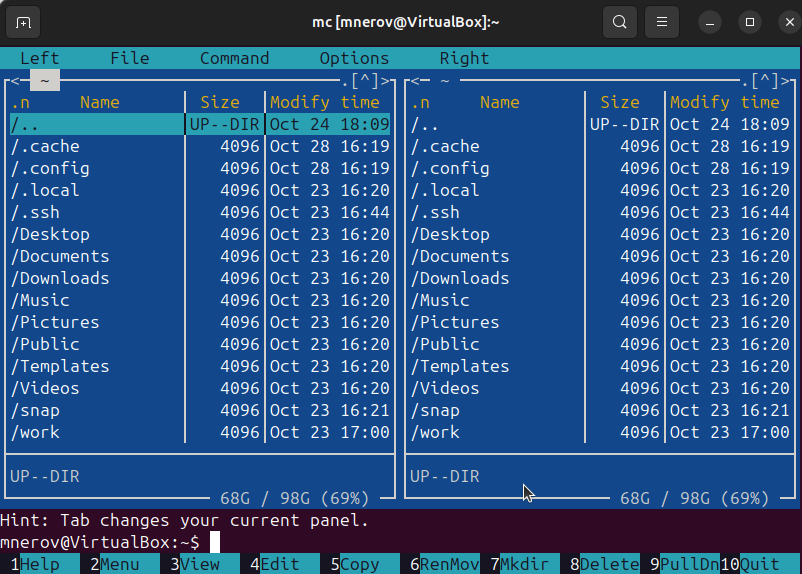 mc [mnerov@VirtualBox]:~
Left File Command Options Right
<- ~ .[^]> <- ~ .[^]>
.n Name Size Modify time .n Name Size Modify time
/.. UP--DIR Oct 24 18:09 /.. UP--DIR Oct 24 18:09
/.cache 4096 Oct 28 16:19 /.cache 4096 Oct 28 16:19
/.config 4096 Oct 28 16:19 /.config 4096 Oct 28 16:19
/.local 4096 Oct 23 16:20 /.local 4096 Oct 23 16:20
/.ssh 4096 Oct 23 16:44 /.ssh 4096 Oct 23 16:44
/Desktop 4096 Oct 23 16:20 /Desktop 4096 Oct 23 16:20
/Documents 4096 Oct 23 16:20 /Documents 4096 Oct 23 16:20
/Downloads 4096 Oct 23 16:20 /Downloads 4096 Oct 23 16:20
/Music 4096 Oct 23 16:20 /Music 4096 Oct 23 16:20
/Pictures 4096 Oct 23 16:20 /Pictures 4096 Oct 23 16:20
/Public 4096 Oct 23 16:20 /Public 4096 Oct 23 16:20
/Templates 4096 Oct 23 16:20 /Templates 4096 Oct 23 16:20
/Videos 4096 Oct 23 16:20 /Videos 4096 Oct 23 16:20
/snap 4096 Oct 23 16:21 /snap 4096 Oct 23 16:21
/work 4096 Oct 23 17:00 /work 4096 Oct 23 17:00
UP--DIR UP--DIR
68G / 98G (69%) 68G / 98G (69%)
Hint: Tab changes your current panel.
mnerov@VirtualBox:~$
1Help 2Menu 3View 4Edit 5Copy 6RenMov 7Mkdir 8Delete 9PullDn 10Quit